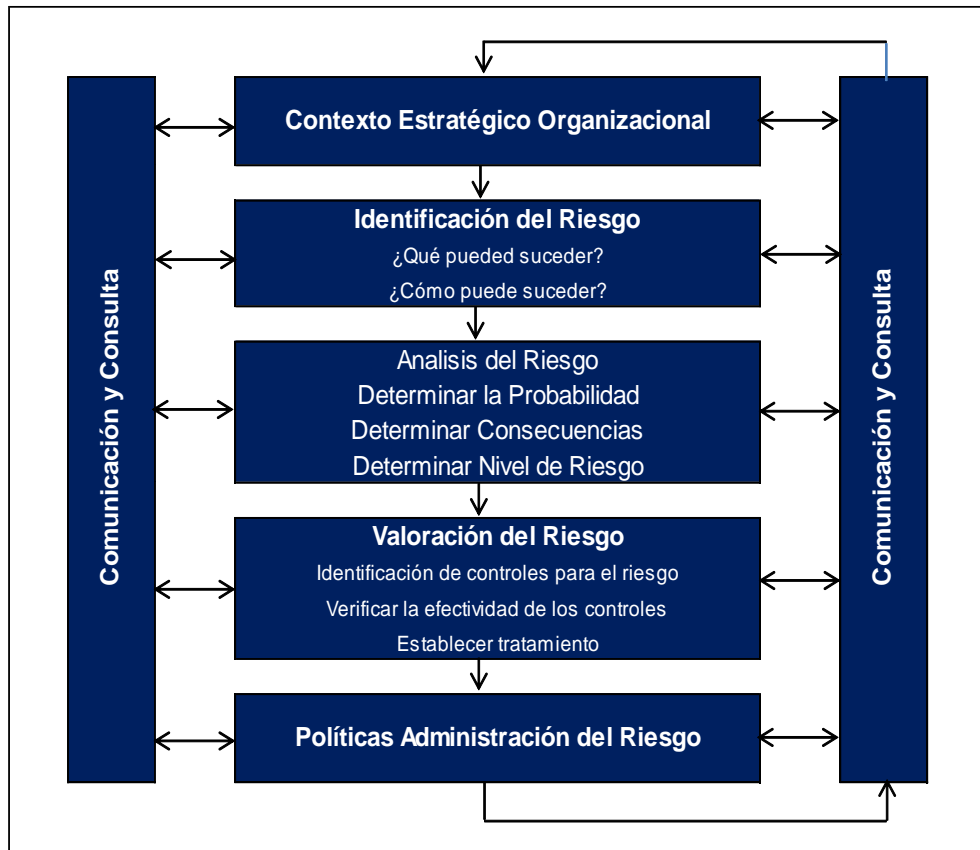 Comunicación y Consulta
Contexto Estratégico Organizacional
Identificación del Riesgo
¿Qué pueded suceder?
¿Cómo puede suceder?
Analisis del Riesgo
Determinar la Probabilidad
Determinar Consecuencias
Determinar Nivel de Riesgo
Valoración del Riesgo
Identificación de controles para el riesgo
Verificar la efectividad de los controles
Establecer tratamiento
Políticas Administración del Riesgo
Comunicación y Consulta